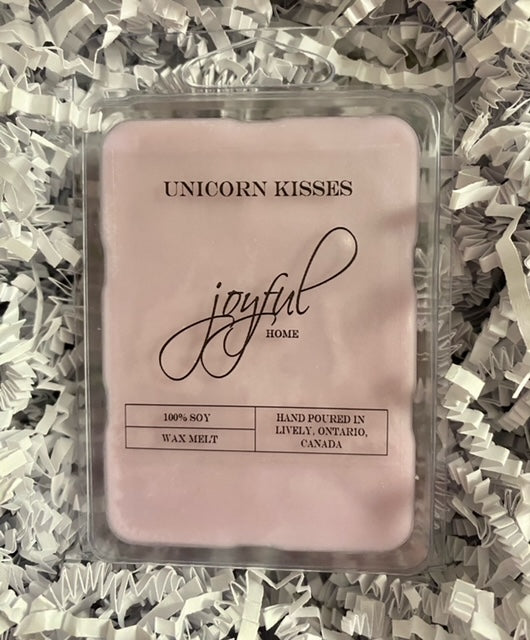 UNICORN KISSES
joyful
HOME
100% SOY
WAX MELT
HAND POURED IN
LIVELY, ONTARIO,
CANADA